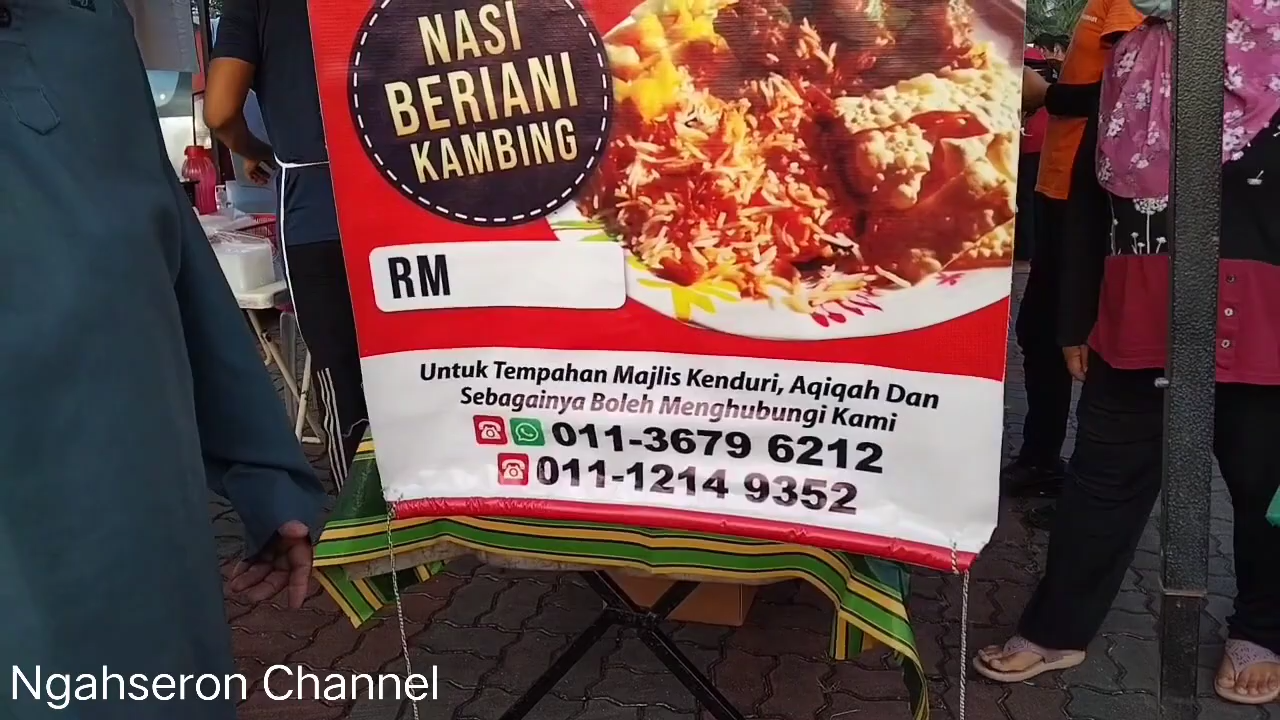 NASI
BERIANI
KAMBING
RM
Untuk Tempahan Majlis Kenduri, Aqiqah Dan
Sebagainya Boleh Menghubungi Kami
011-3679 6212
011-1214 9352
Ngahseron Channel